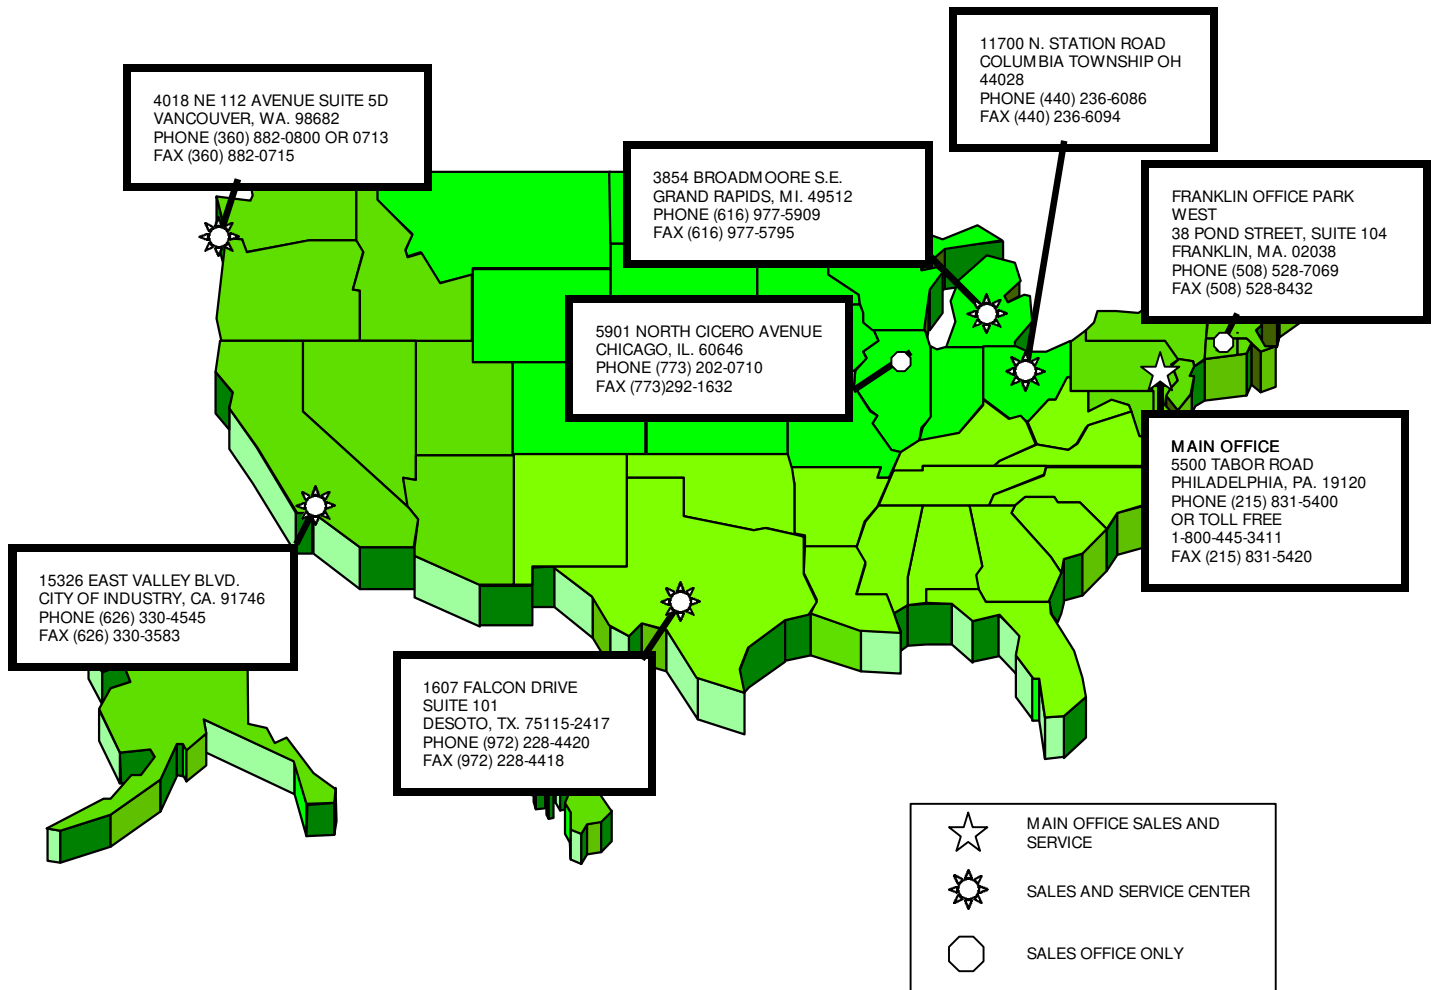 11700 N. STATION ROAD
COLUMBIA TOWNSHIP OH
44028
PHONE (440) 236-6086
FAX (440) 236-6094
4018 NE 112 AVENUE SUITE 5D
VANCOUVER, WA. 98682
PHONE (360) 882-0800 OR 0713
FAX (360) 882-0715
3854 BROADMOORE S.E.
GRAND RAPIDS, MI. 49512
PHONE (616) 977-5909
FAX (616) 977-5795
FRANKLIN OFFICE PARK
WEST
38 POND STREET, SUITE 104
FRANKLIN, MA. 02038
PHONE (508) 528-7069
FAX (508) 528-8432
5901 NORTH CICERO AVENUE
CHICAGO, IL. 60646
PHONE (773) 202-0710
FAX (773)292-1632
MAIN OFFICE
5500 TABOR ROAD
PHILADELPHIA, PA. 19120
PHONE (215) 831-5400
OR TOLL FREE
1-800-445-3411
FAX (215) 831-5420
15326 EAST VALLEY BLVD.
CITY OF INDUSTRY, CA. 91746
PHONE (626) 330-4545
FAX (626) 330-3583
1607 FALCON DRIVE
SUITE 101
DESOTO, TX. 75115-2417
PHONE (972) 228-4420
FAX (972) 228-4418
MAIN OFFICE SALES AND
SERVICE
SALES AND SERVICE CENTER
SALES OFFICE ONLY